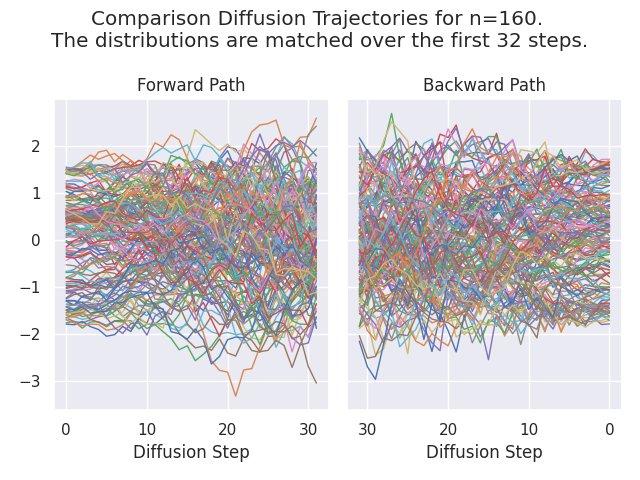 Comparison Diffusion Trajectories for n=160.
The distributions are matched over the first 32 steps.
Forward Path
Backward Path
2
1
0
−1
−2
−3
0 10 20 30
30 20 10 0
Diffusion Step
Diffusion Step